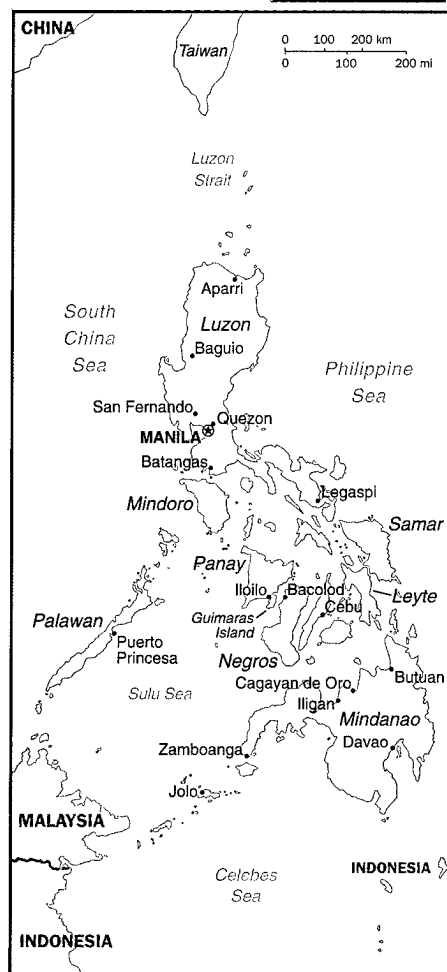 CHINA
Taiwan
0 100 200 km
0 100 200 mi
Luzon
Strait
Aparri
South
China
Sea
Luzon
Baguio
Philippine
Sea
San Fernando
Quezon
MANILA
Batangas
Legaspi
Mindoro
Samar
Panay
Iloilo
Bacolod
Leyte
Cebu
Guimaras
Island
Palawan
Puerto
Princesa
Negros
Cagayan de Oro
Butuan
Sulu Sea
Iligan
Mindanao
Davao
Zamboanga
Jolo
MALAYSIA
Celebes
Sea
INDONESIA
INDONESIA